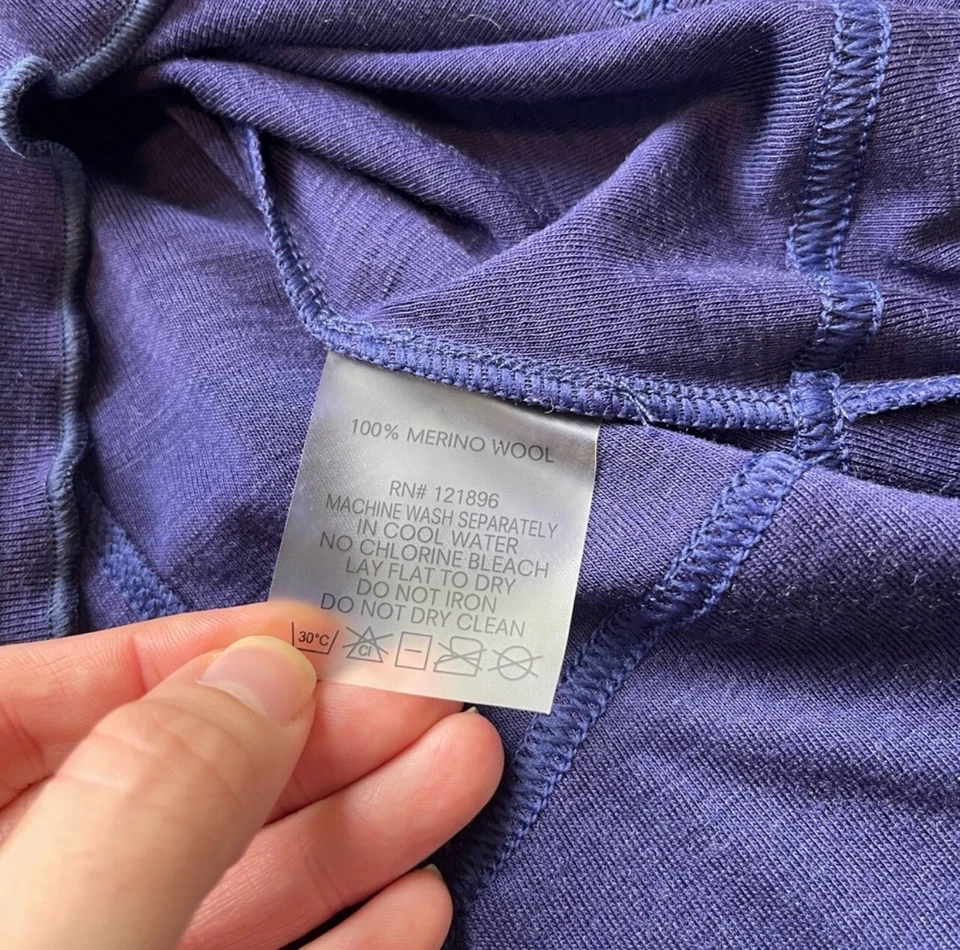 100% MERINO WOOL
RN# 121896
MACHINE WASH SEPARATELY
IN COOL WATER
NO CHLORINE BLEACH
LAY FLAT TO DRY
DO NOT IRON
DO NOT DRY CLEAN
30°C Cl